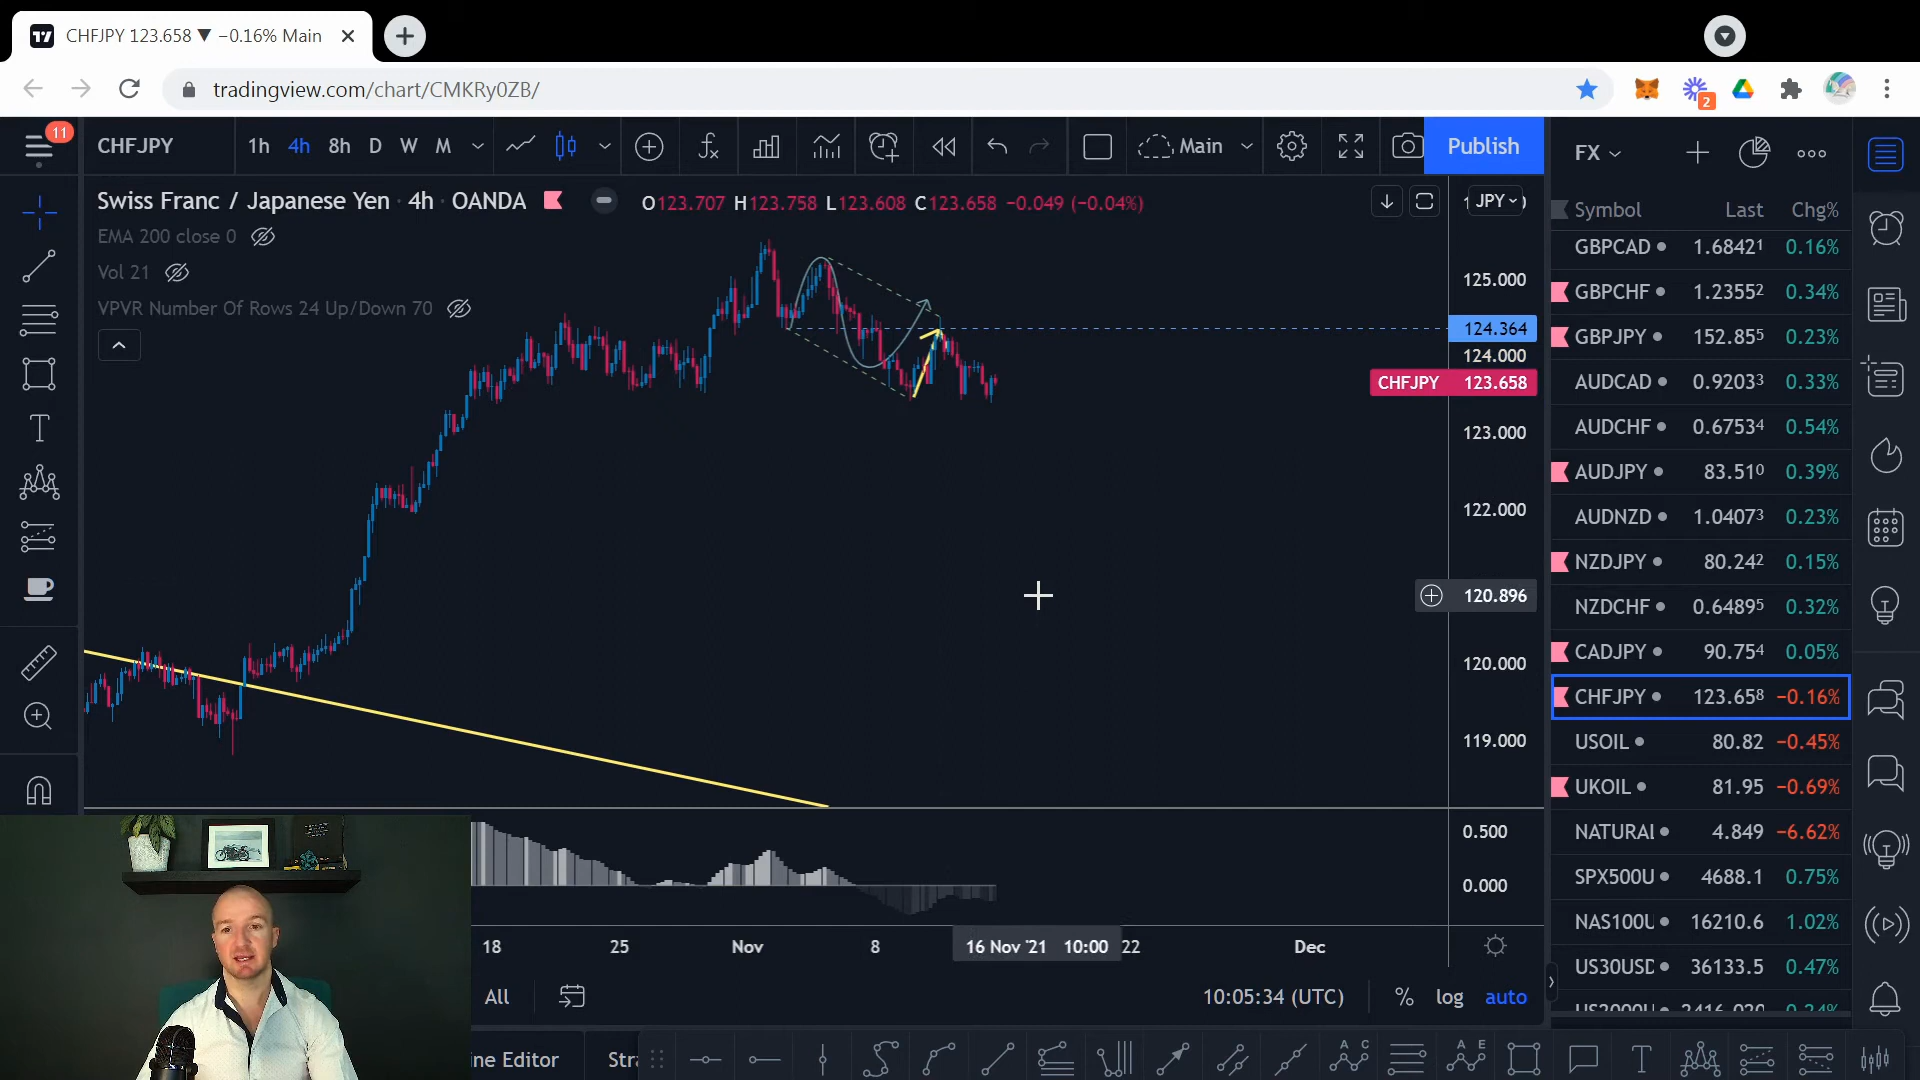 CHFJPY 123.658 ▼ −0.16% Main
tradingview.com/chart/CMKRy0ZB/
2
11
CHFJPY
1h 4h 8h D W M
Main
Publish
FX
Swiss Franc / Japanese Yen · 4h · OANDA
O123.707 H123.758 L123.608 C123.658 −0.049 (−0.04%)
JPY
EMA 200 close 0
Vol 21
VPVR Number Of Rows 24 Up/Down 70
125.000
124.364
124.000
CHFJPY 123.658
123.000
122.000
120.896
120.000
119.000
0.500
0.000
18 25 Nov 8 16 Nov '21 10:00 22 Dec
All
10:05:34 (UTC) % log auto
ine Editor
Stra
Symbol Last Chg%
GBPCAD 1.68421 0.16%
GBPCHF 1.23552 0.34%
GBPJPY 152.855 0.23%
AUDCAD 0.92033 0.33%
AUDCHF 0.67534 0.54%
AUDJPY 83.510 0.39%
AUDNZD 1.04073 0.23%
NZDJPY 80.242 0.15%
NZDCHF 0.64895 0.32%
CADJPY 90.754 0.05%
CHFJPY 123.658 −0.16%
USOIL 80.82 −0.45%
UKOIL 81.95 −0.69%
NATURAL 4.849 −6.62%
SPX500U 4688.1 0.75%
NAS100U 16210.6 1.02%
US30USD 36133.5 0.47%
A C
A E